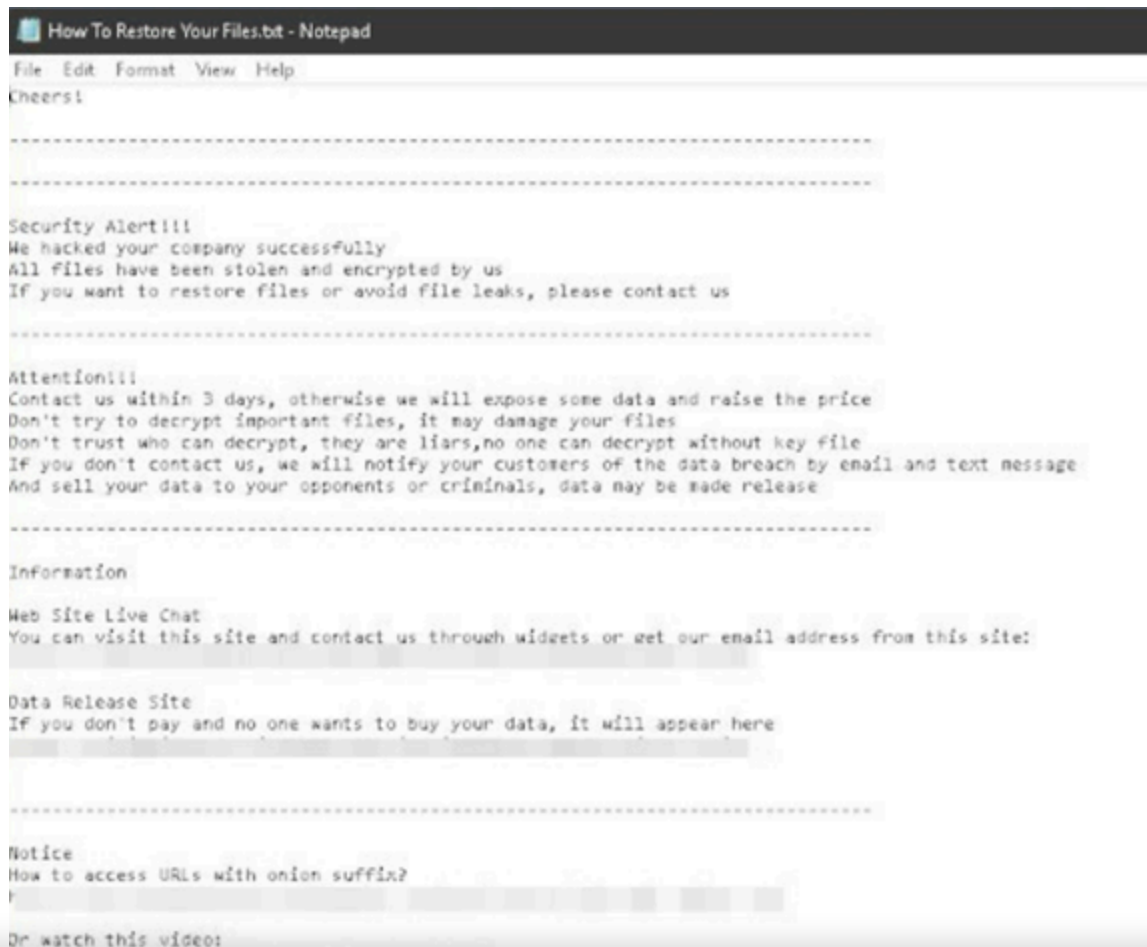 How To Restore Your Files.txt - Notepad
File Edit Format View Help
Cheers!
--------------------------------------------------------------------------------
--------------------------------------------------------------------------------
Security Alert!!!
We hacked your company successfully
All files have been stolen and encrypted by us
If you want to restore files or avoid file leaks, please contact us
--------------------------------------------------------------------------------
Attention!!!
Contact us within 3 days, otherwise we will expose some data and raise the price
Don't try to decrypt important files, it may damage your files
Don't trust who can decrypt, they are liars,no one can decrypt without key file
If you don't contact us, we will notify your customers of the data breach by email and text message
And sell your data to your opponents or criminals, data may be made release
--------------------------------------------------------------------------------
Information
Web Site Live Chat
You can visit this site and contact us through widgets or get our email address from this site:
Data Release Site
If you don't pay and no one wants to buy your data, it will appear here
--------------------------------------------------------------------------------
Notice
How to access URLs with onion suffix?
Or watch this video: